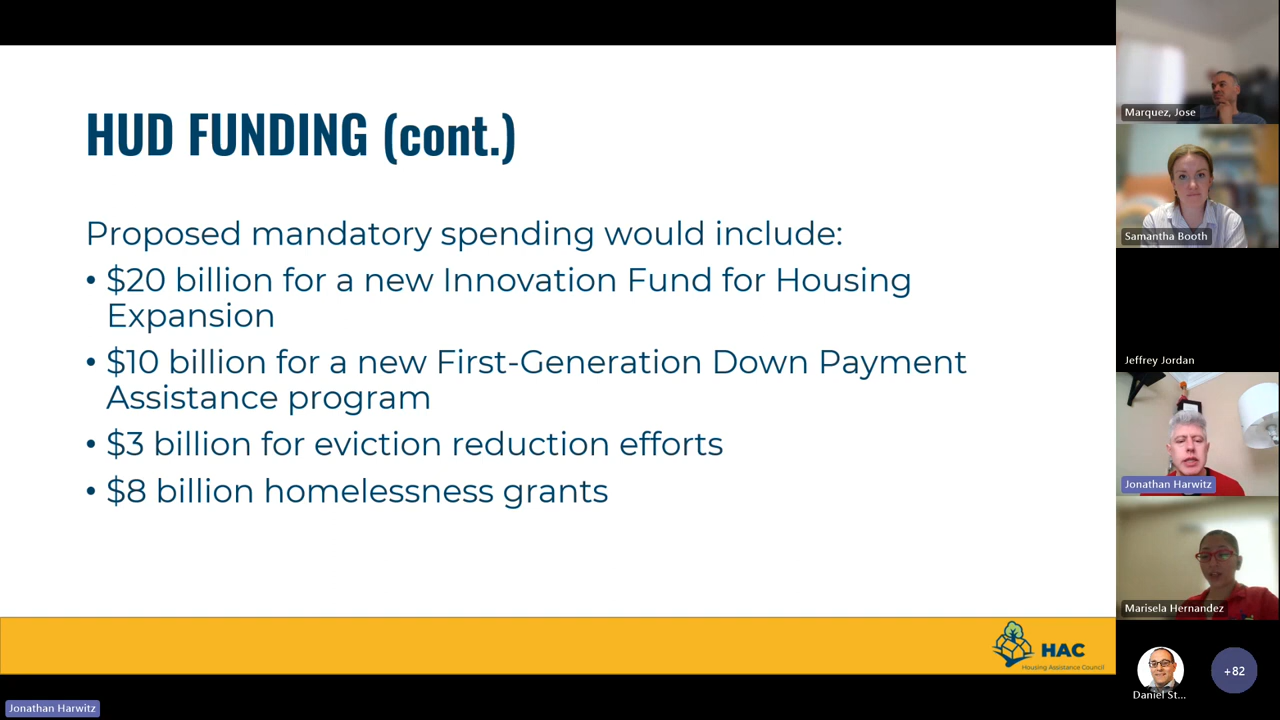 HUD FUNDING (cont.)
Proposed mandatory spending would include:
• $20 billion for a new Innovation Fund for Housing
Expansion
• $10 billion for a new First-Generation Down Payment
Assistance program
• $3 billion for eviction reduction efforts
• $8 billion homelessness grants
HAC
Housing Assistance Council
Jonathan Harwitz
Marquez, Jose
Samantha Booth
Jeffrey Jordan
Jonathan Harwitz
Marisela Hernandez
Daniel St...
+82